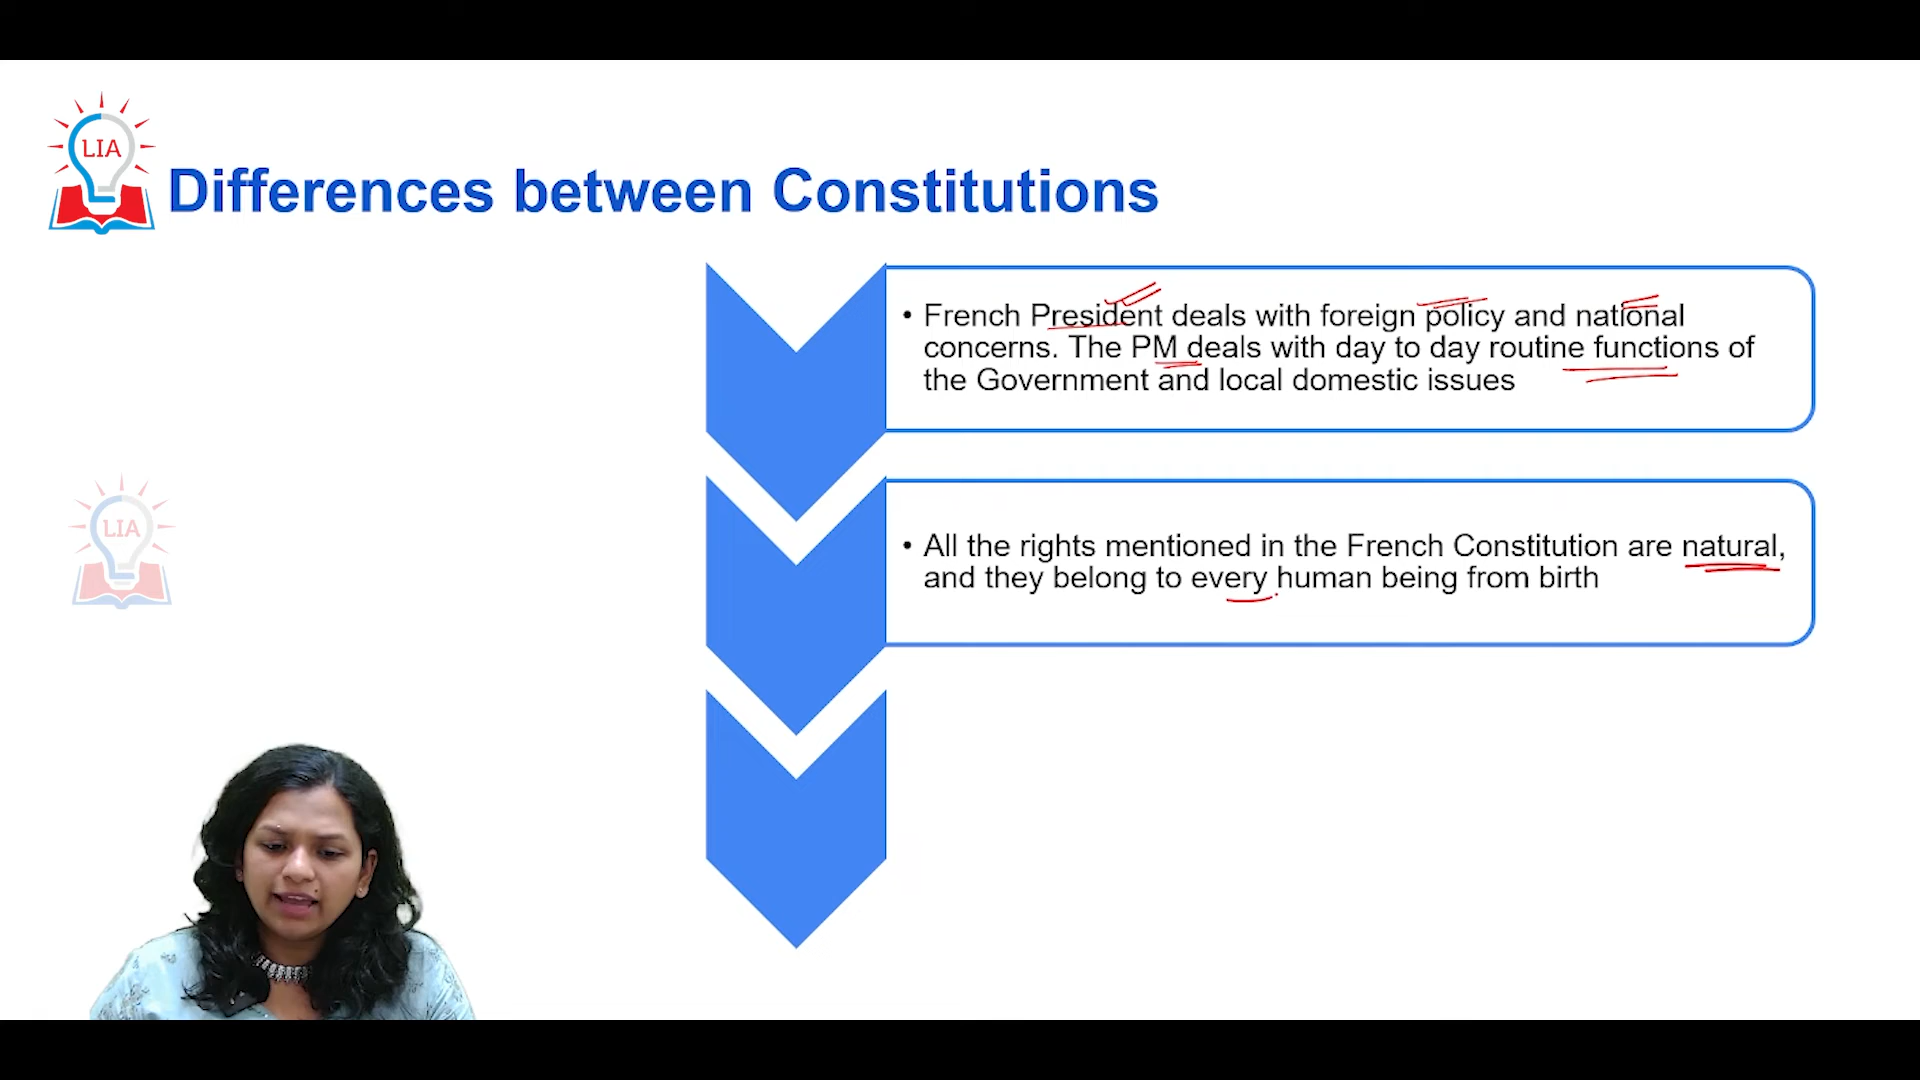 LIA
Differences between Constitutions
• French President deals with foreign policy and national
concerns. The PM deals with day to day routine functions of
the Government and local domestic issues
LIA
• All the rights mentioned in the French Constitution are natural,
and they belong to every human being from birth